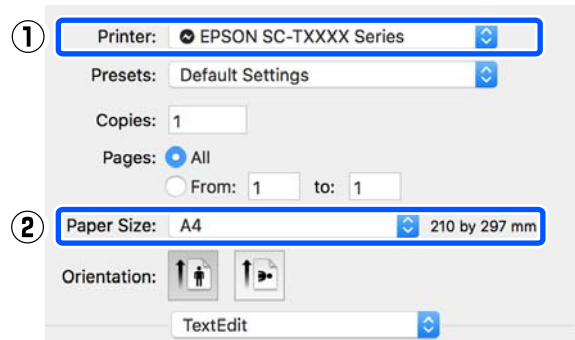 ① Printer: EPSON SC-TXXXX Series
Presets: Default Settings
Copies: 1
Pages: All
From: 1 to: 1
② Paper Size: A4 210 by 297 mm
Orientation:
TextEdit